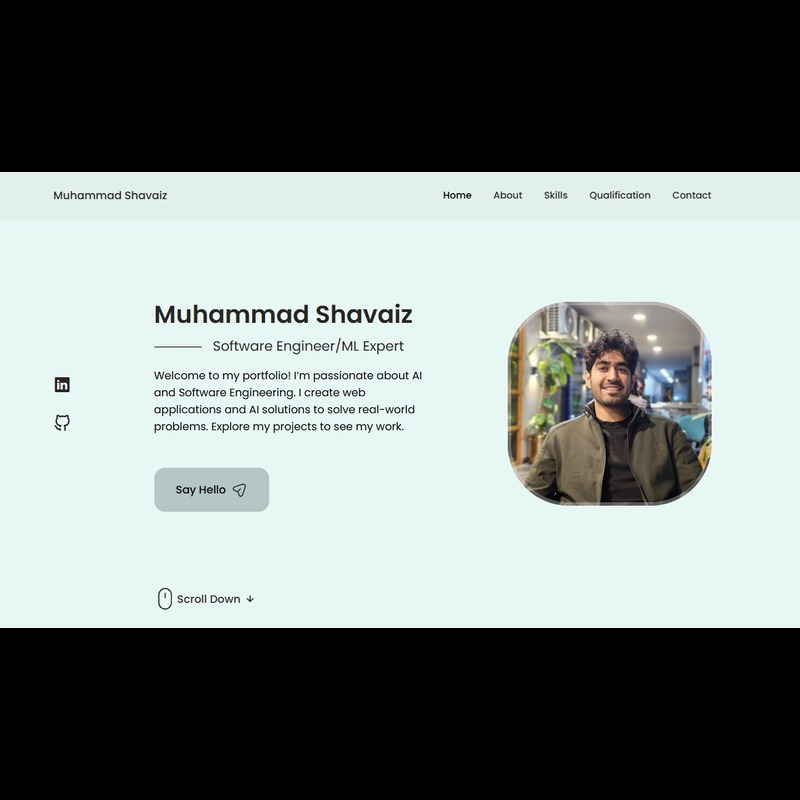 Muhammad Shavaiz
Home About Skills Qualification Contact
Muhammad Shavaiz
Software Engineer/ML Expert
Welcome to my portfolio! I'm passionate about AI
and Software Engineering. I create web
applications and AI solutions to solve real-world
problems. Explore my projects to see my work.
in
Say Hello
Scroll Down